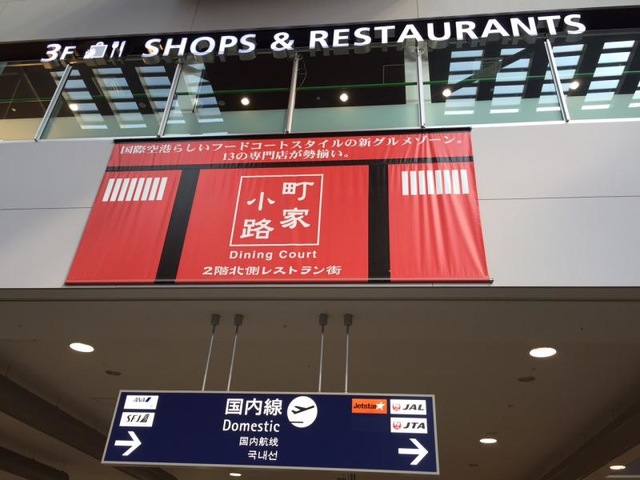 3F SHOPS & RESTAURANTS
国際空港らしいフードコートスタイルの新グルメゾーン。
13の専門店が勢揃い。
町家
小路
Dining Court
2階北側レストラン街
ANA
SFJ
国内線
Domestic
国内航线
국내선
Jetstar
JAL
JTA